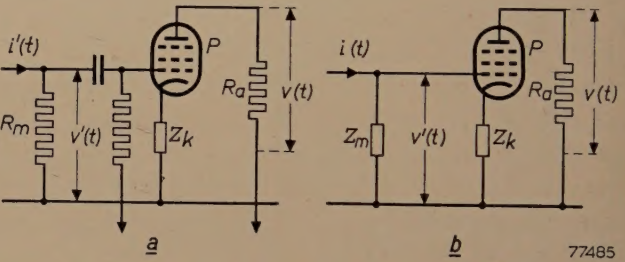 i'(t)
P
R_m
v'(t)
Z_k
R_a
v(t)
a
i(t)
P
Z_m
v'(t)
Z_k
R_a
v(t)
b
77485